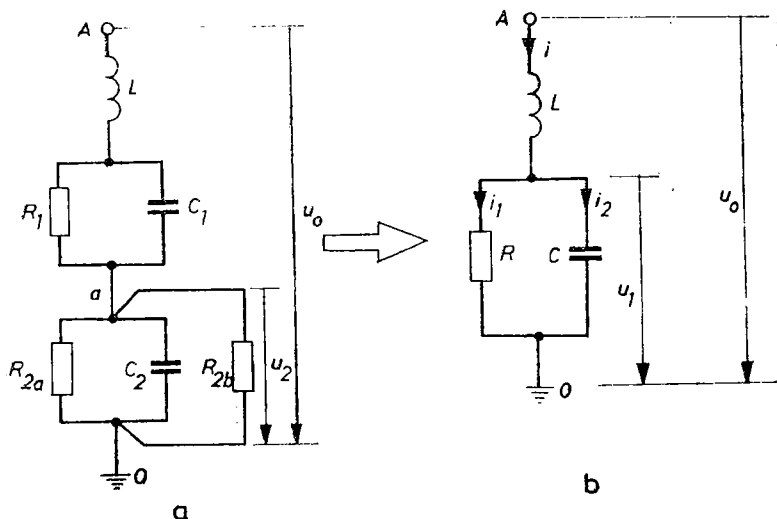 A
L
R₁
C₁
u₀
a
R₂ₐ
C₂
R₂b
u₂
0
a
A
i
L
i₁
i₂
R
C
u₁
u₀
0
b